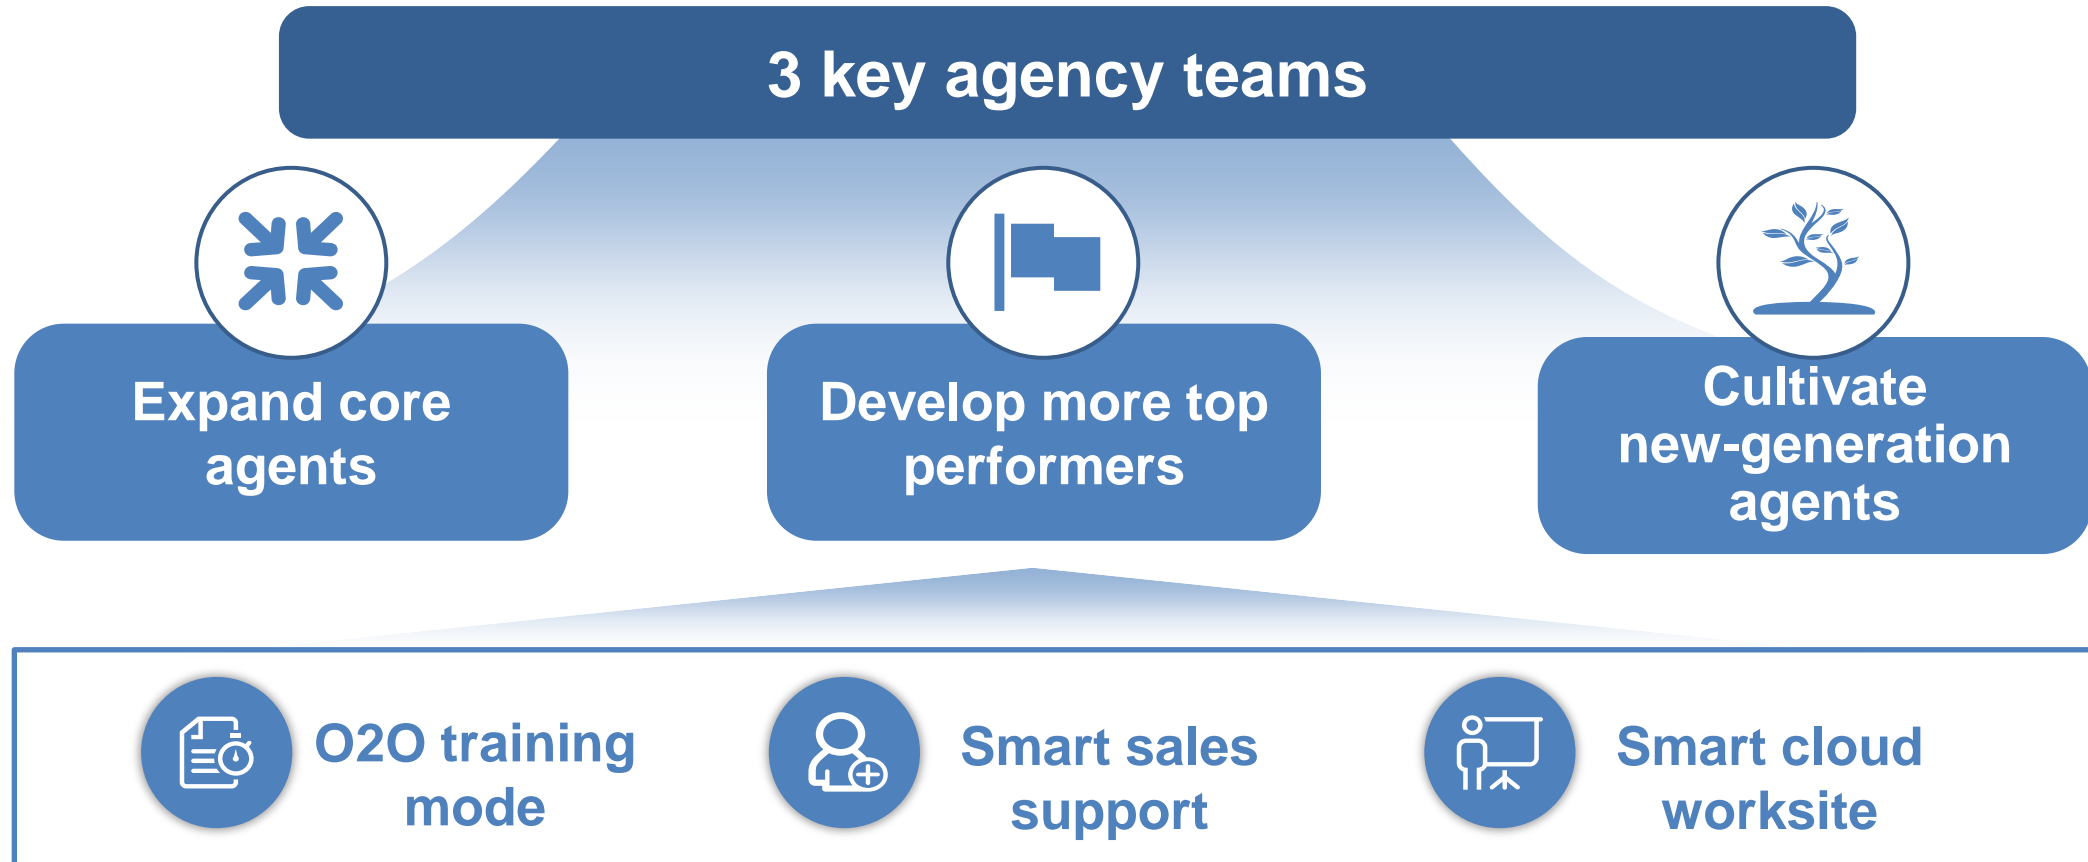 3 key agency teams
Expand core
agents
Develop more top
performers
Cultivate
new-generation
agents
O2O training
mode
Smart sales
support
Smart cloud
worksite